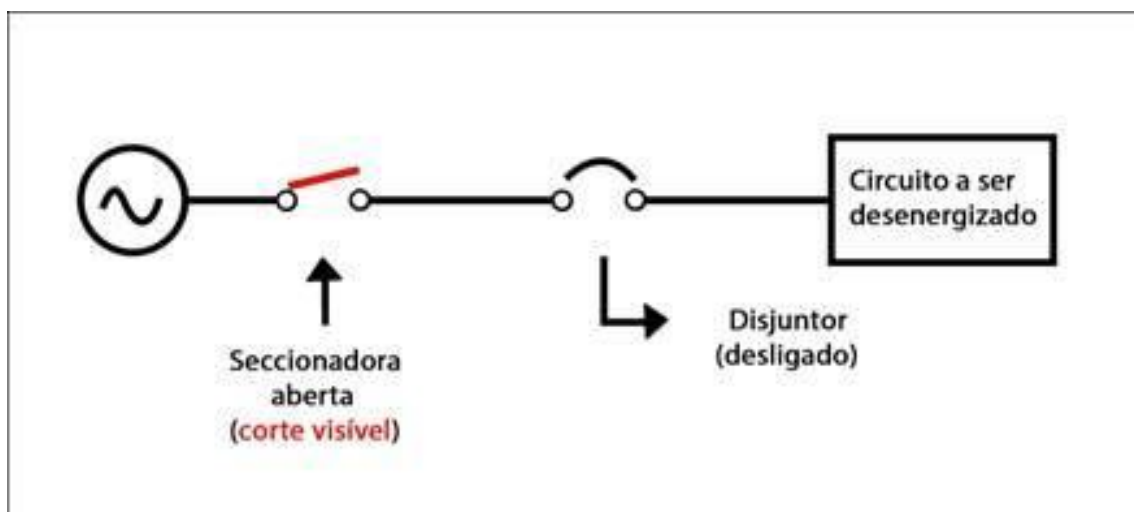 Circuito a ser
desenergizado
Seccionadora
aberta
(corte visível)
Disjuntor
(desligado)